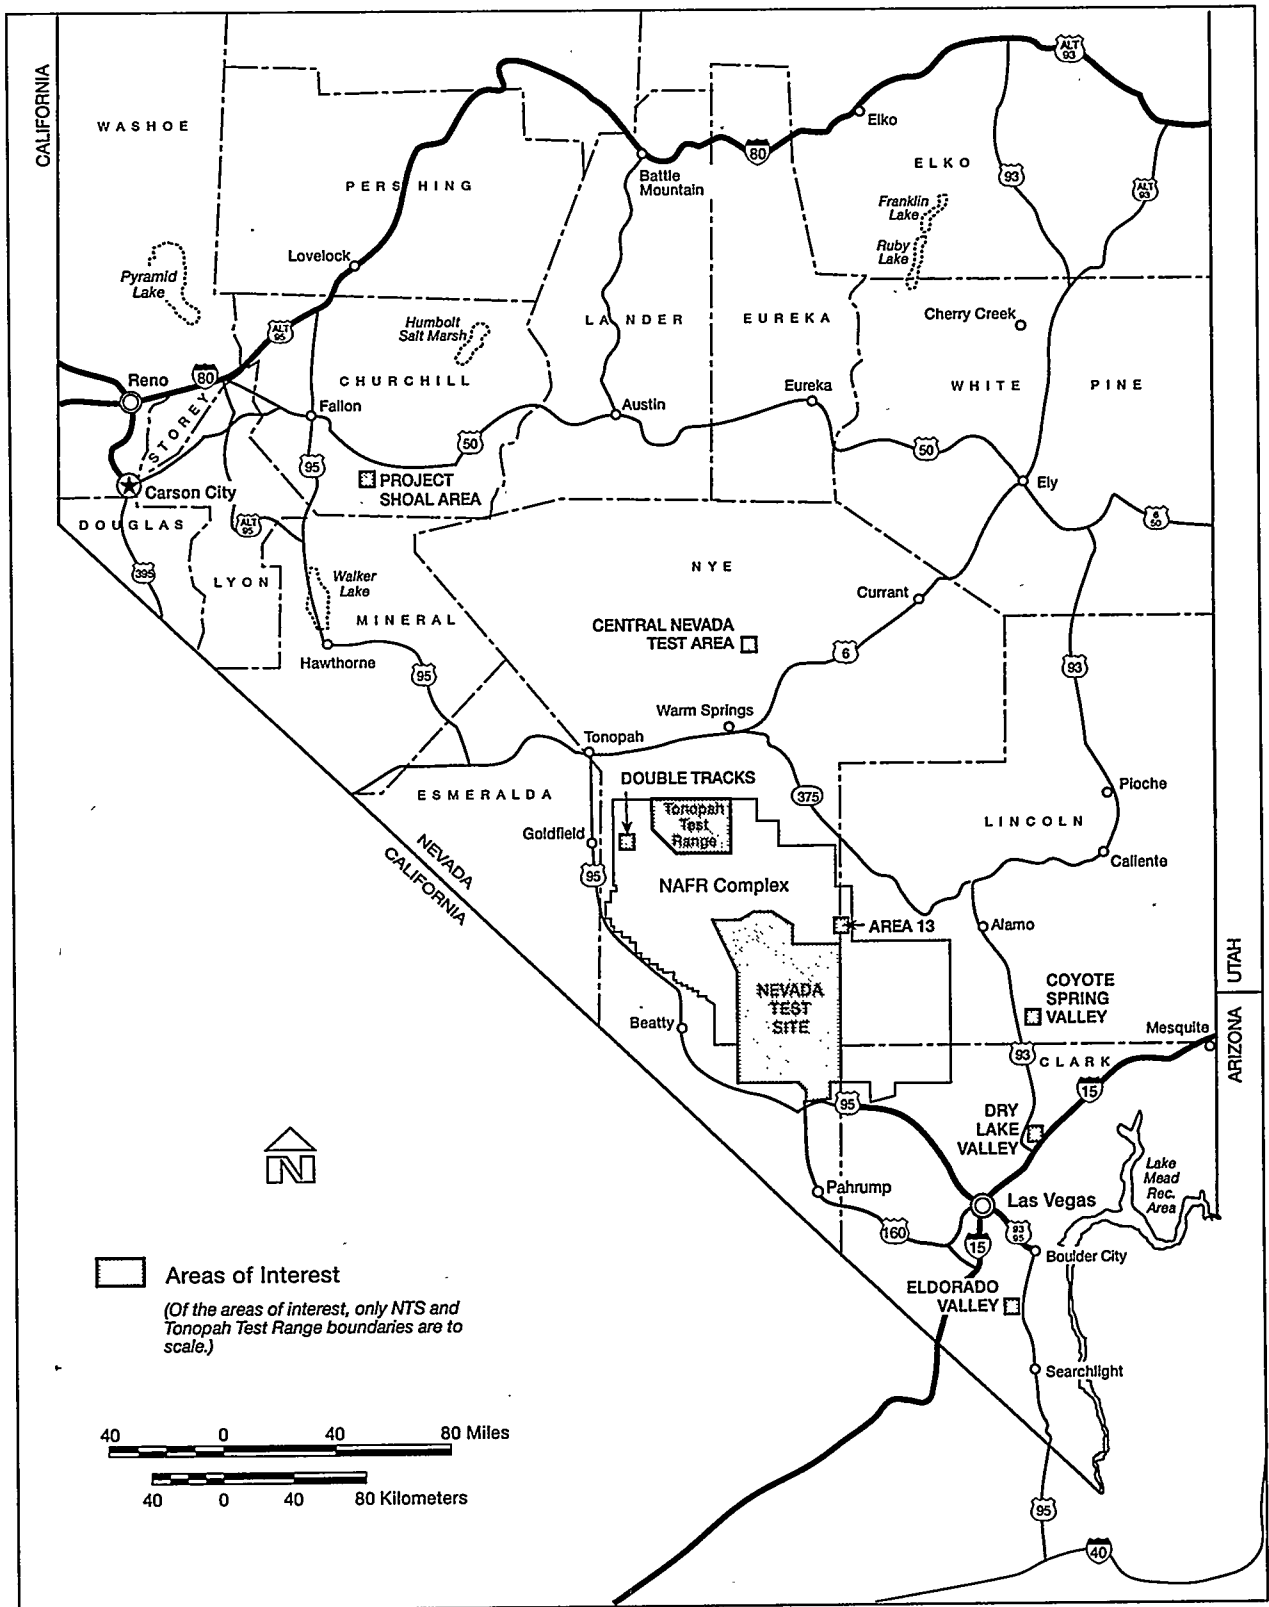 CALIFORNIA
WASHOE
PERSHING
ALT
93
Elko
80
Battle
Mountain
ELKO
93
ALT
93
Franklin
Lake
Ruby
Lake
Lovelock
Pyramid
Lake
ALT
95
Humbolt
Salt Marsh
LANDER
EUREKA
Cherry Creek
Reno
80
CHURCHILL
Eureka
WHITE PINE
STOREY
Fallon
Austin
50
50
95
PROJECT
SHOAL AREA
Ely
Carson City
DOUGLAS
ALT
95
6
50
395
LYON
Walker
Lake
NYE
MINERAL
Currant
CENTRAL NEVADA
TEST AREA
6
Hawthorne
95
93
Warm Springs
Tonopah
DOUBLE TRACKS
ESMERALDA
375
Pioche
Tonopah
Test
Range
LINCOLN
Goldfield
NEVADA
CALIFORNIA
95
Caliente
NAFR Complex
AREA 13
Alamo
UTAH
COYOTE
SPRING
VALLEY
NEVADA
TEST
SITE
Beatty
Mesquite
ARIZONA
93
CLARK
15
95
DRY
LAKE
VALLEY
Lake
Mead
Rec.
Area
N
Pahrump
Las Vegas
160
15
93
95
Boulder City
Areas of Interest
ELDORADO
VALLEY
(Of the areas of interest, only NTS and
Tonopah Test Range boundaries are to
scale.)
Searchlight
40 0 40 80 Miles
40 0 40 80 Kilometers
95
40